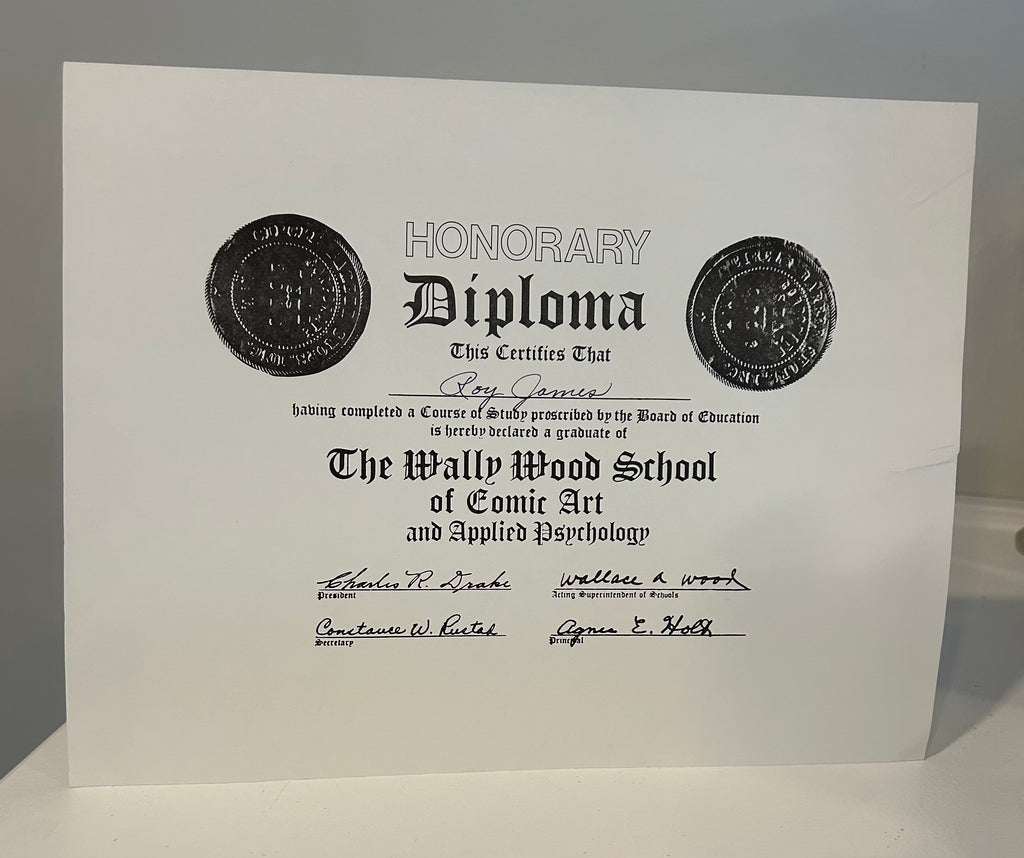 HONORARY
Diploma
This Certifies That
Roy James
having completed a Course of Study proscribed by the Board of Education
is hereby declared a graduate of
The Wally Wood School
of Comic Art
and Applied Psychology
Charles R. Drake
President
Wallace A Wood
Acting Superintendent of Schools
Constance W. Rustad
Secretary
Agnes E. Holt
Principal